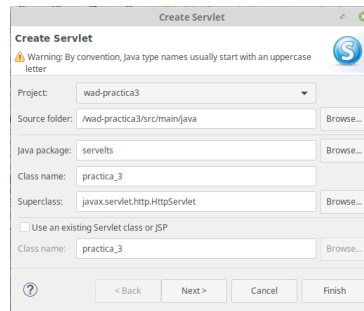 Create Servlet
Create Servlet
Warning: By convention, Java type names usually start with an uppercase
letter
S
Project: wad-practica3
Source folder: /wad-practica3/src/main/java Browse...
Java package: servelts Browse...
Class name: practica_3
Superclass: javax.servlet.http.HttpServlet Browse...
Use an existing Servlet class or JSP
Class name: practica_3 Browse...
? < Back Next > Cancel Finish